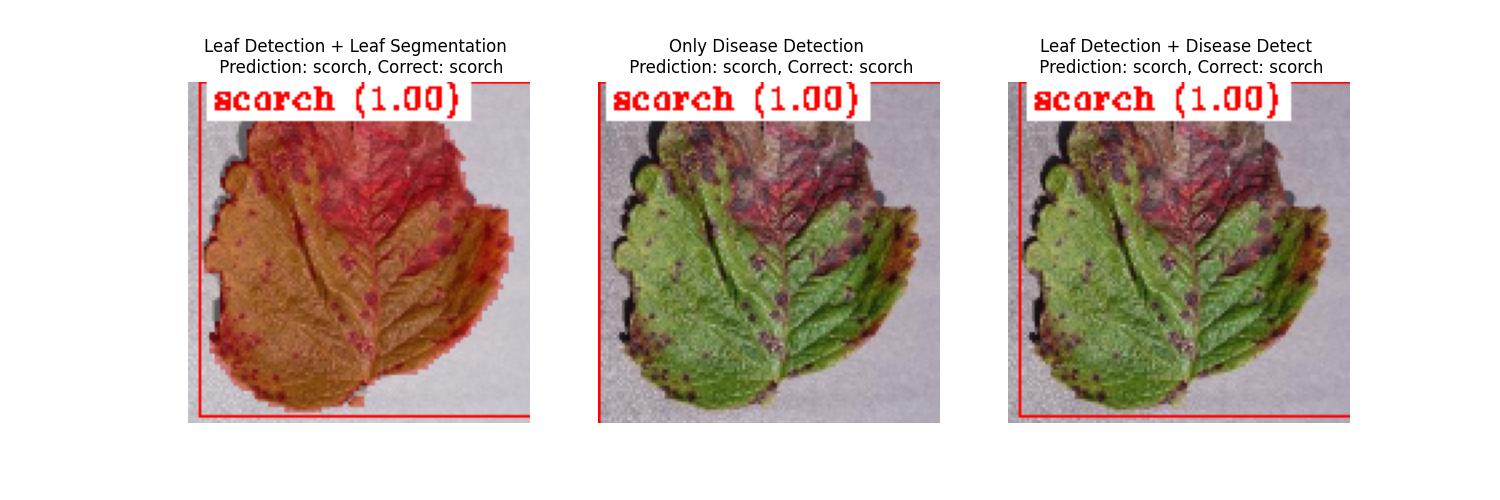 Leaf Detection + Leaf Segmentation
Prediction: scorch, Correct: scorch
scorch (1.00)
Only Disease Detection
Prediction: scorch, Correct: scorch
scorch (1.00)
Leaf Detection + Disease Detect
Prediction: scorch, Correct: scorch
scorch (1.00)